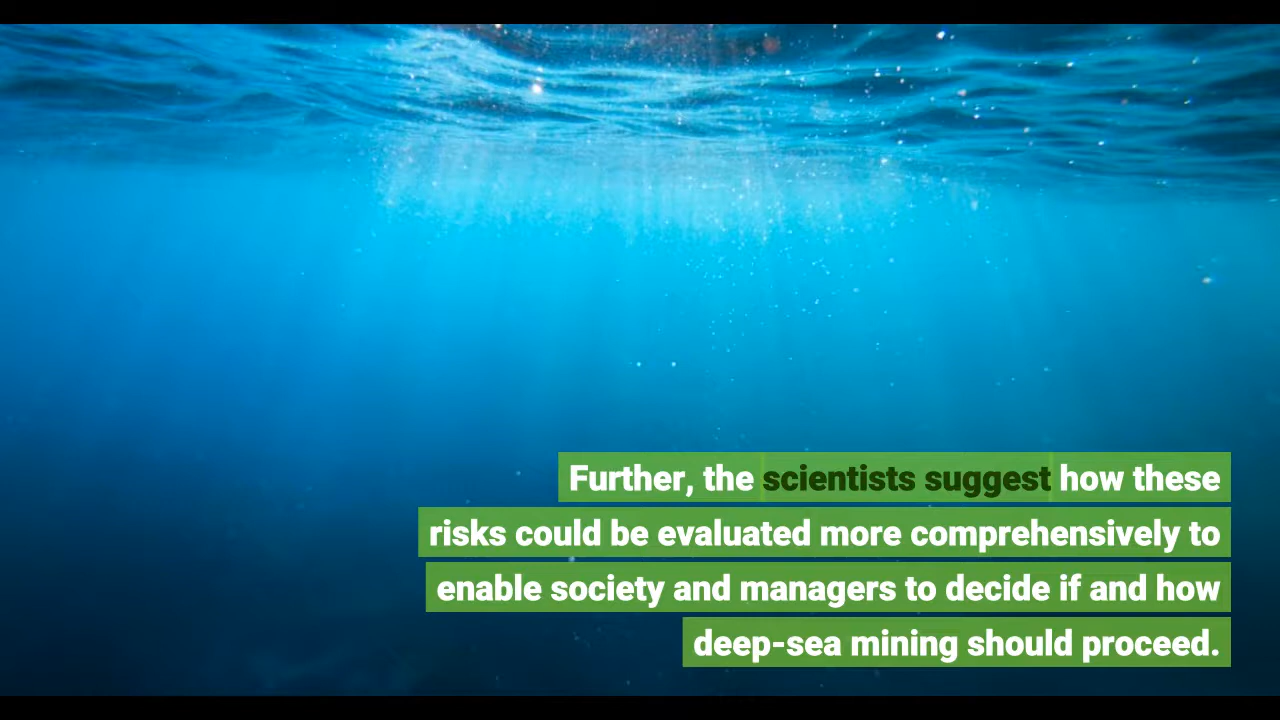 Further, the scientists suggest how these
risks could be evaluated more comprehensively to
enable society and managers to decide if and how
deep-sea mining should proceed.